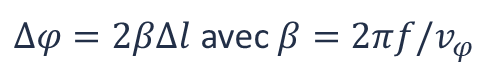 Δφ = 2βΔl avec β = 2πf/v_φ